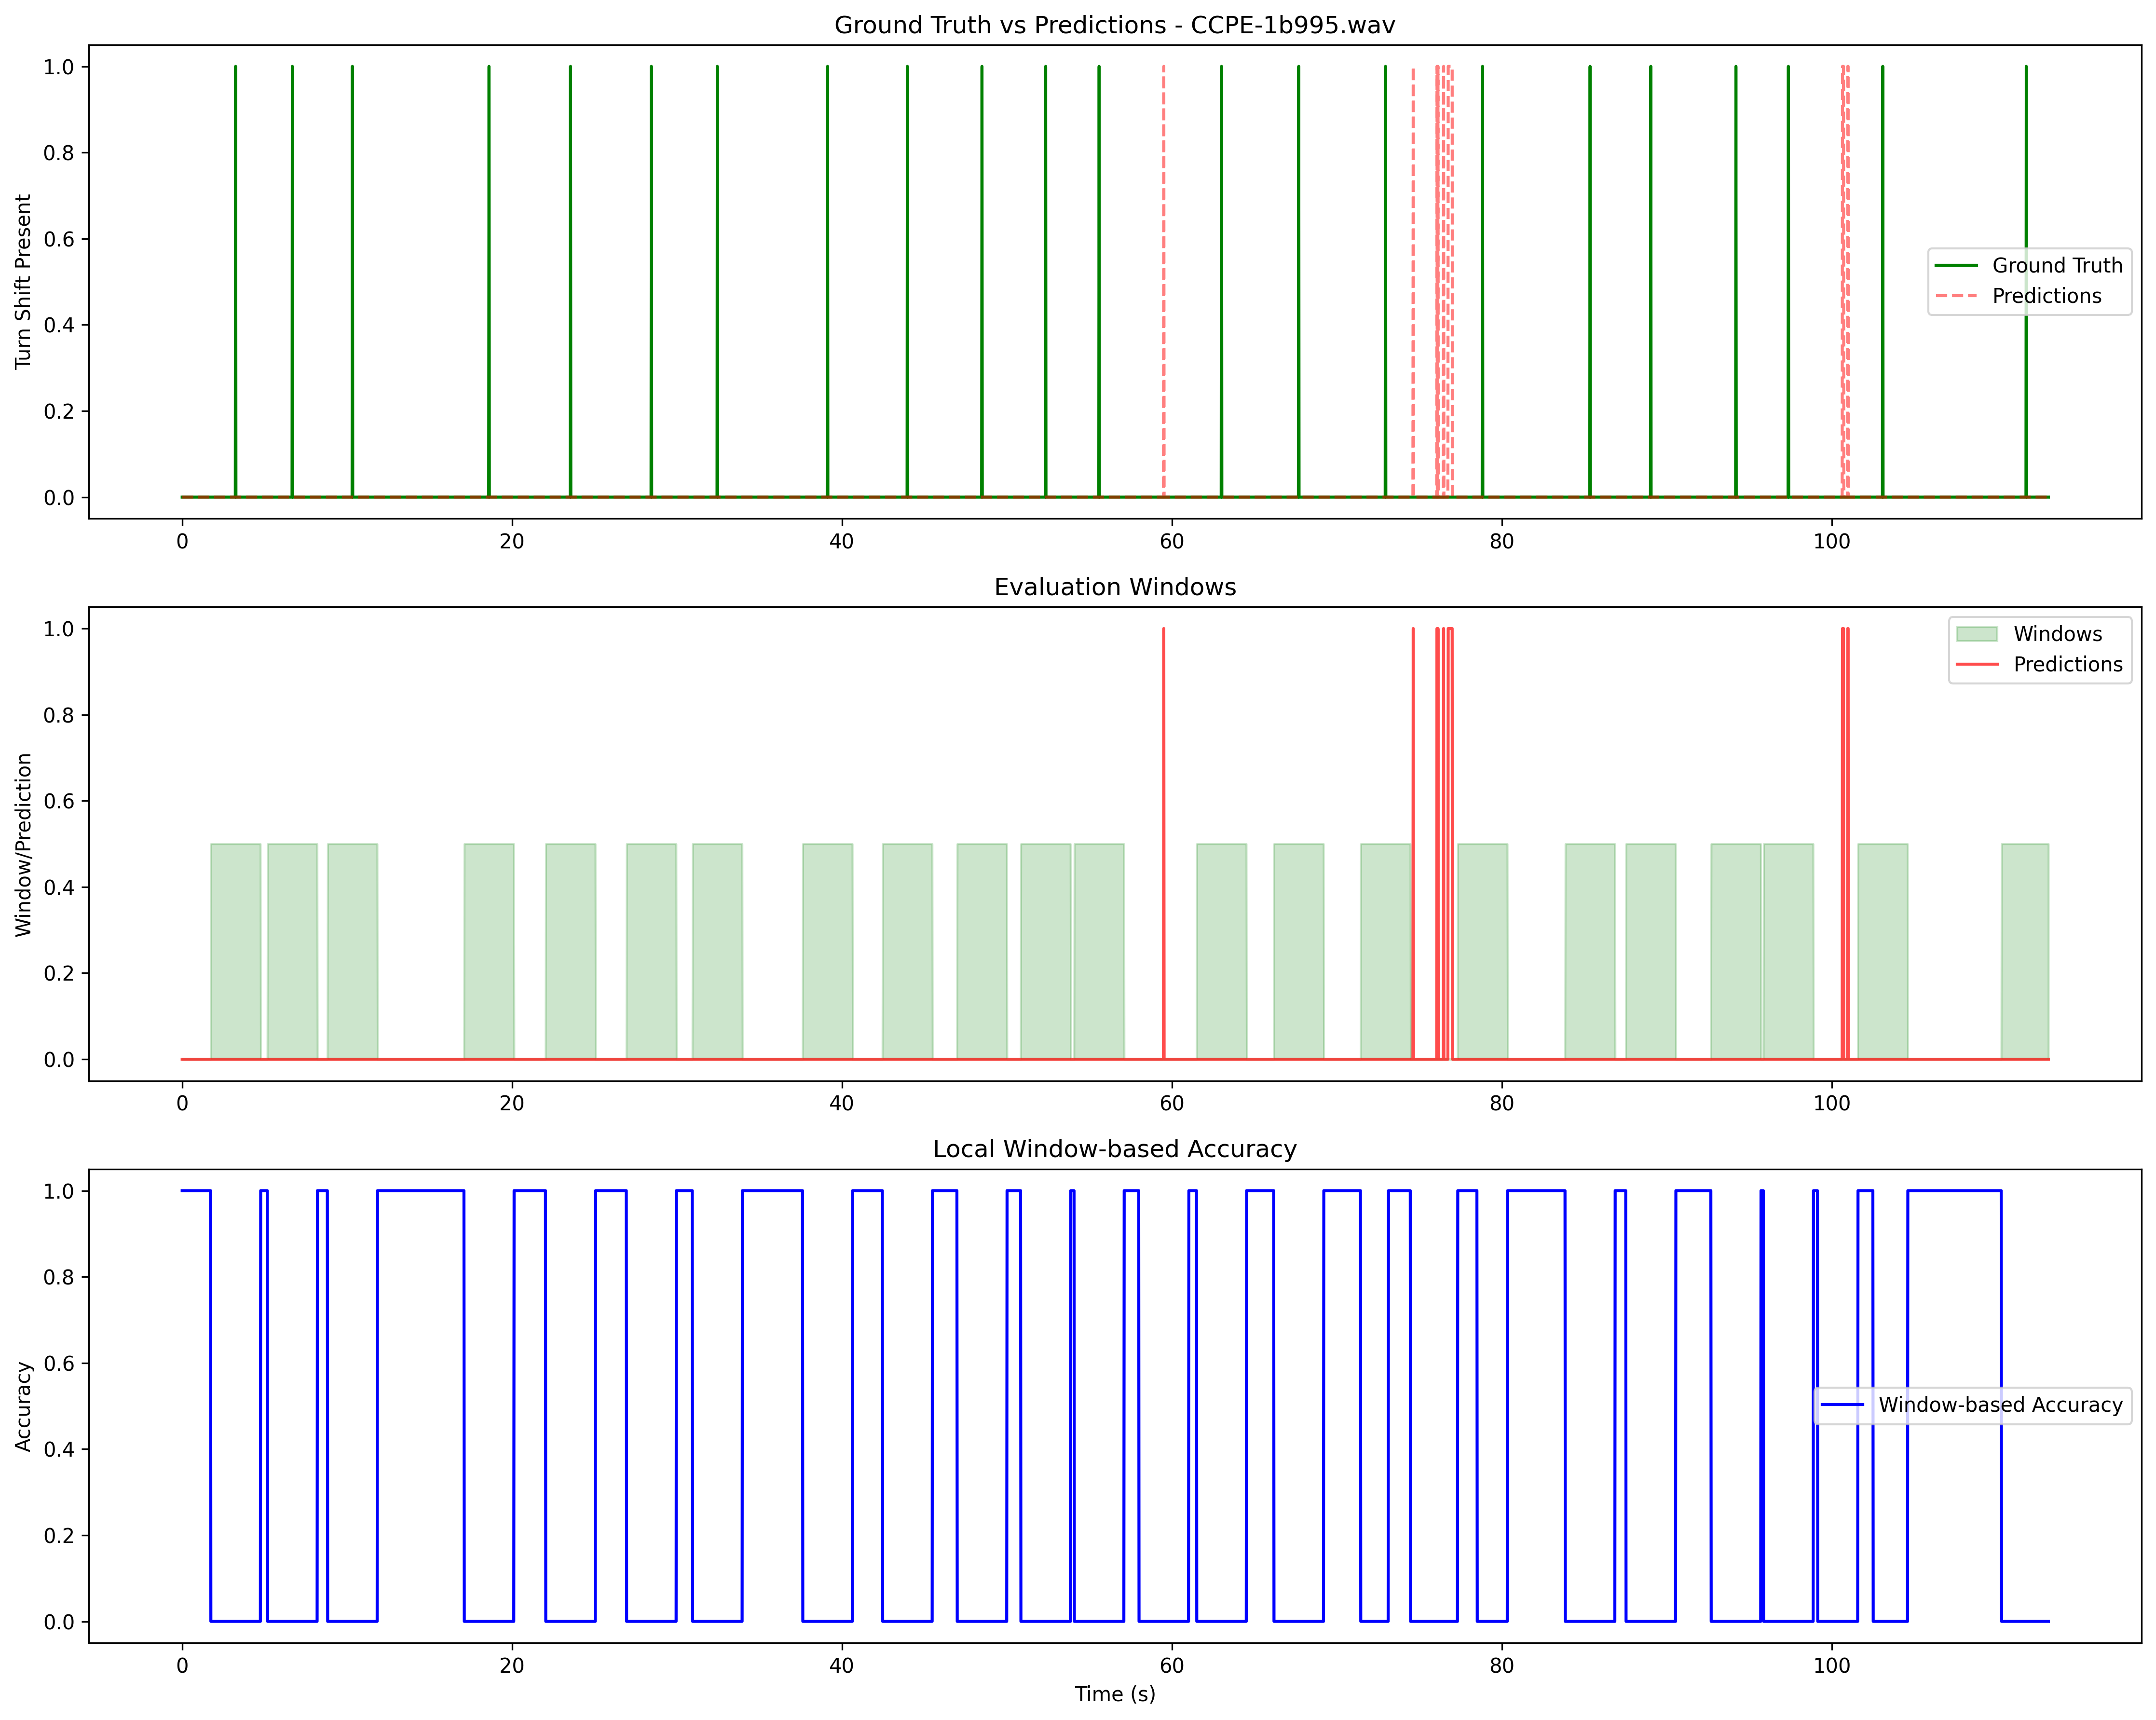 Ground Truth vs Predictions - CCPE-1b995.wav
1.0
0.8
0.6
0.4
0.2
0.0
Turn Shift Present
Ground Truth
Predictions
0 20 40 60 80 100
Evaluation Windows
1.0
0.8
0.6
0.4
0.2
0.0
Window/Prediction
Windows
Predictions
0 20 40 60 80 100
Local Window-based Accuracy
1.0
0.8
0.6
0.4
0.2
0.0
Accuracy
Window-based Accuracy
0 20 40 60 80 100
Time (s)